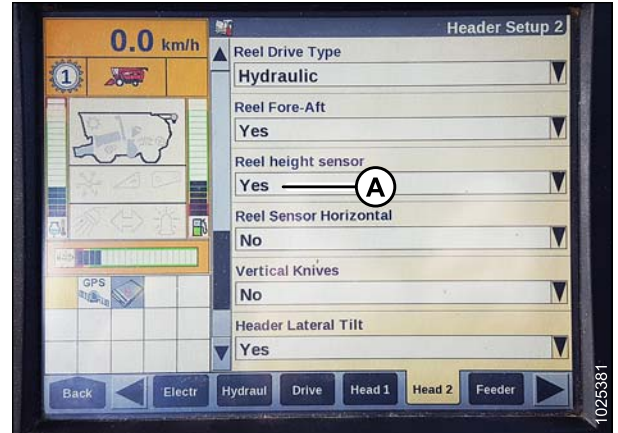 Header Setup 2
0.0 km/h
1
Reel Drive Type
Hydraulic
Reel Fore-Aft
Yes
Reel height sensor
Yes
A
Reel Sensor Horizontal
No
Vertical Knives
No
Header Lateral Tilt
Yes
GPS
Back
Electr
Hydraul
Drive
Head 1
Head 2
Feeder
1025381